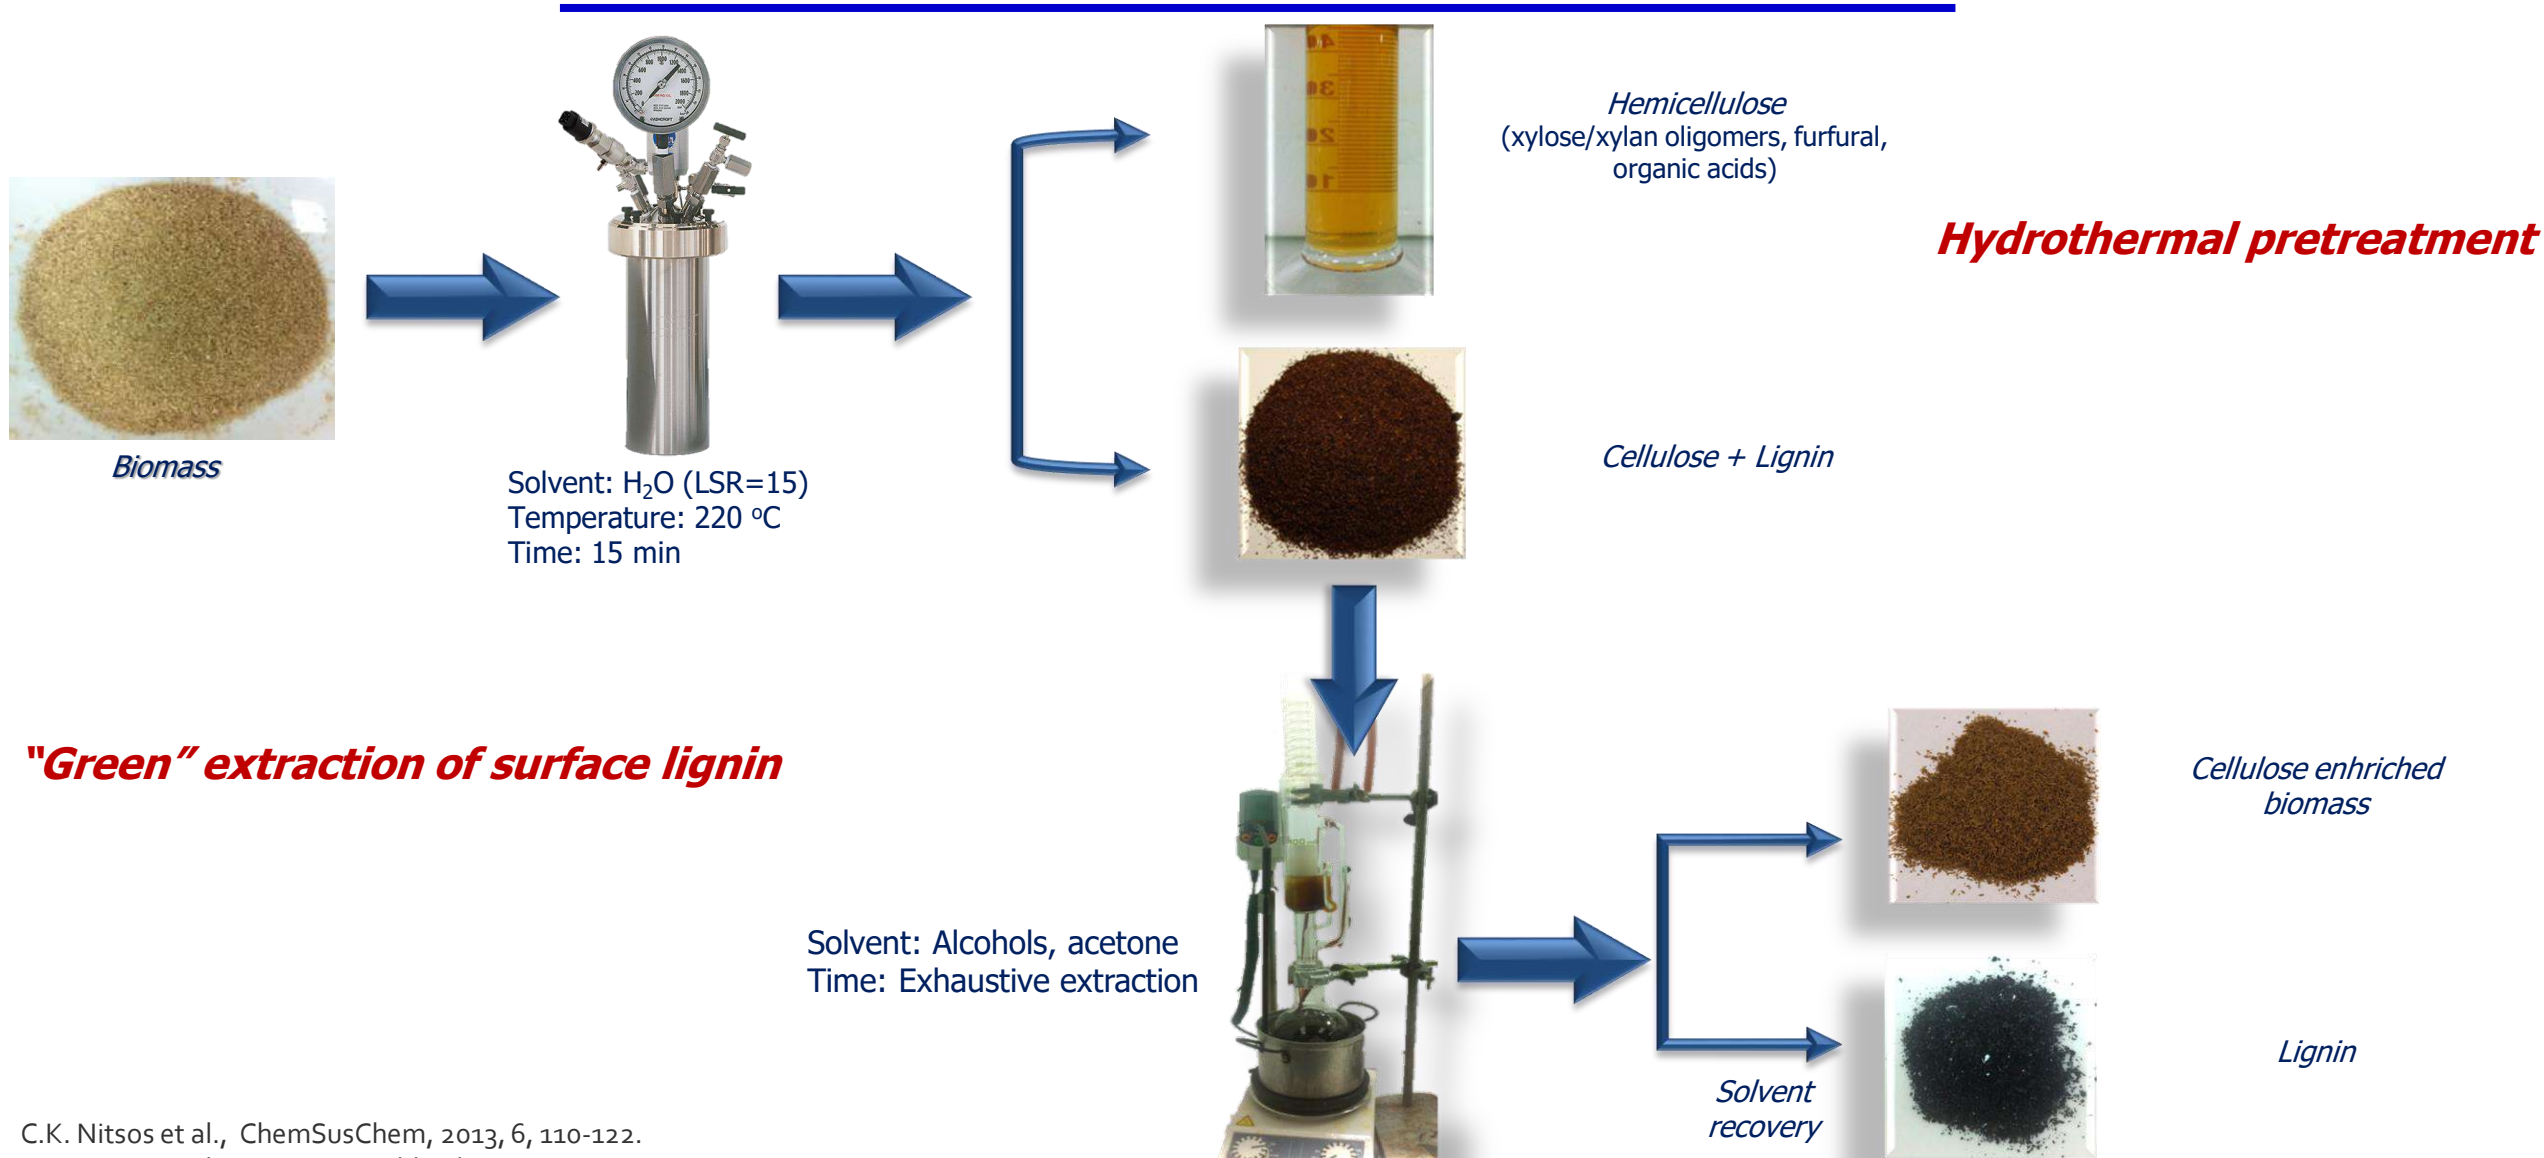 Hemicellulose
(xylose/xylan oligomers, furfural,
organic acids)
Hydrothermal pretreatment
Biomass
Solvent: H₂O (LSR=15)
Temperature: 220 °C
Time: 15 min
Cellulose + Lignin
“Green” extraction of surface lignin
Cellulose enhriched
biomass
Solvent: Alcohols, acetone
Time: Exhaustive extraction
Lignin
Solvent
recovery
C.K. Nitsos et al., ChemSusChem, 2013, 6, 110-122.